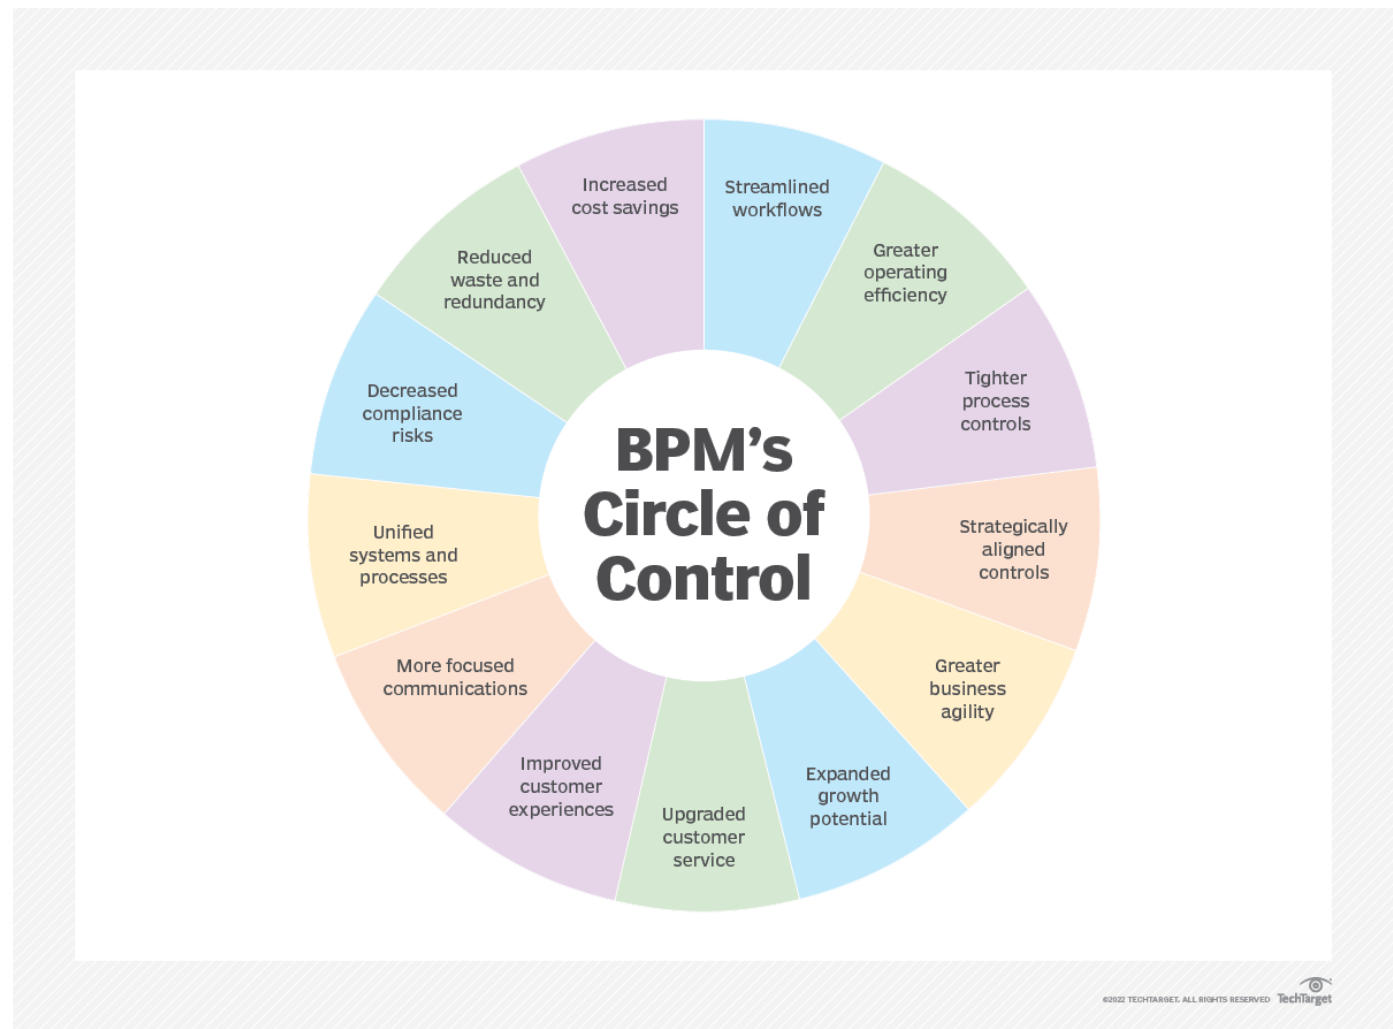 Increased
cost savings
Streamlined
workflows
Greater
operating
efficiency
Tighter
process
controls
Strategically
aligned
controls
Greater
business
agility
Expanded
growth
potential
Upgraded
customer
service
Improved
customer
experiences
More focused
communications
Unified
systems and
processes
Decreased
compliance
risks
Reduced
waste and
redundancy
BPM’s
Circle of
Control
©2022 TECHTARGET. ALL RIGHTS RESERVED
TechTarget